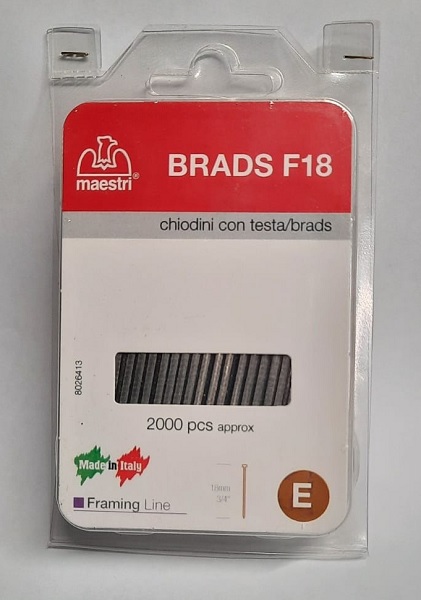 maestri®
BRADS F18
chiodini con testa/brads
8026413
2000 pcs approx
Made in Italy
18mm
3/4"
E
Framing Line